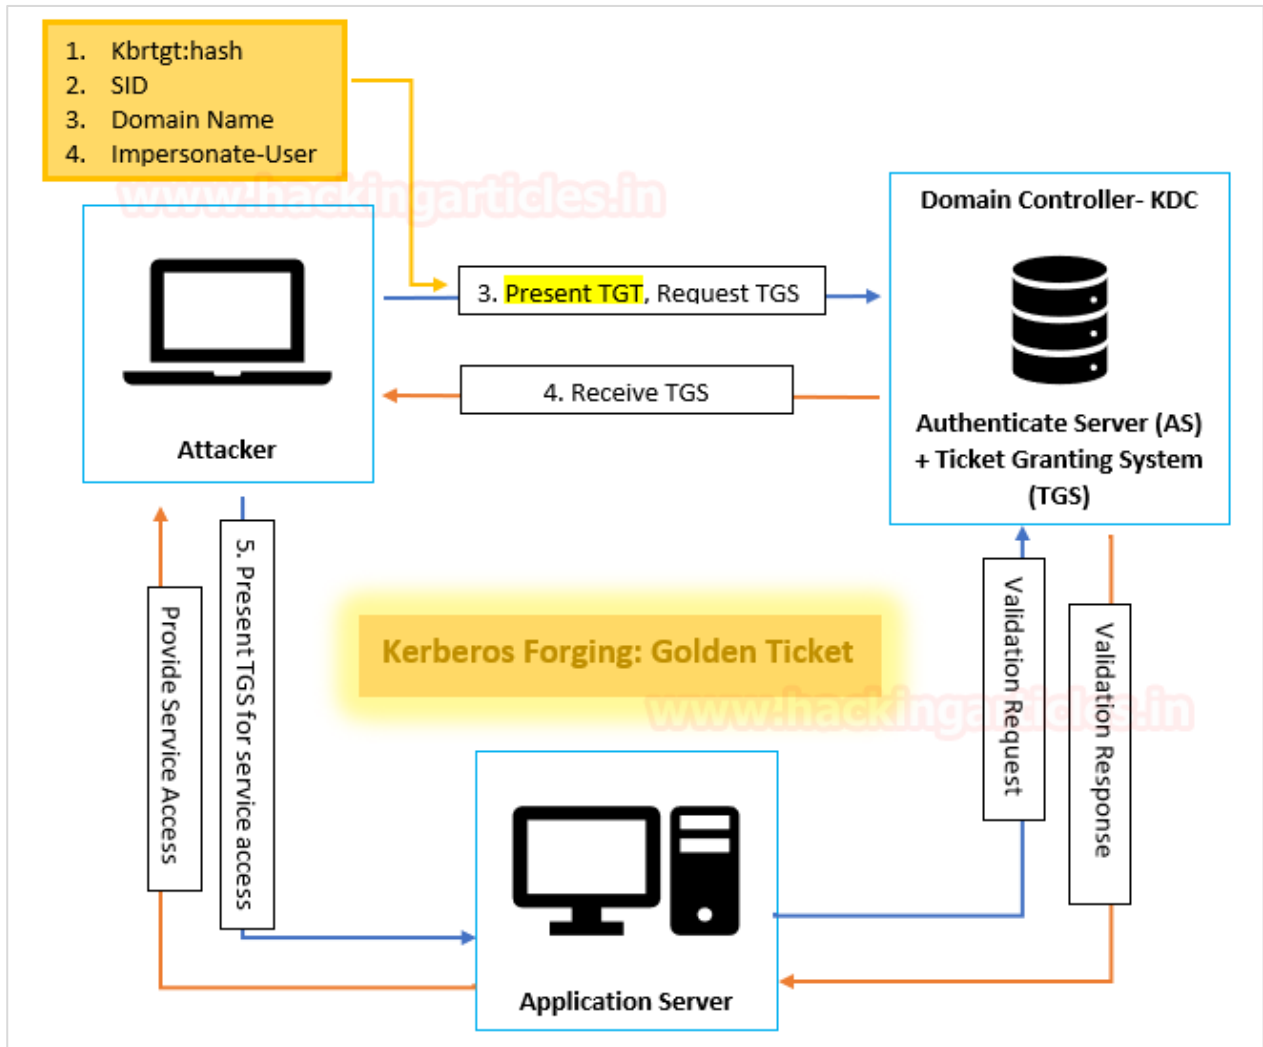 1. Kbrtgt:hash
2. SID
3. Domain Name
4. Impersonate-User
www.hackingarticles.in
Domain Controller- KDC
3. Present TGT, Request TGS
4. Receive TGS
Attacker
Authenticate Server (AS)
+ Ticket Granting System
(TGS)
5. Present TGS for service access
Provide Service Access
Kerberos Forging: Golden Ticket
Validation Request
Validation Response
www.hackingarticles.in
Application Server